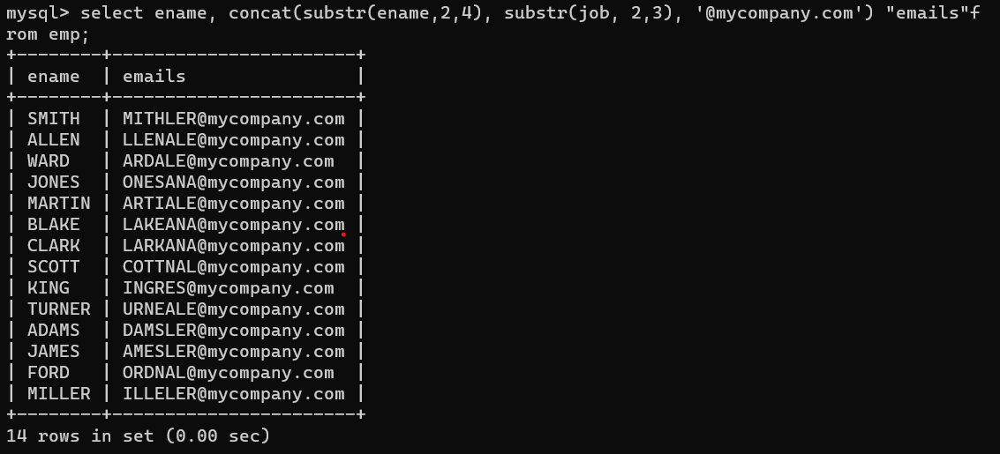 mysql> select ename, concat(substr(ename,2,4), substr(job, 2,3), '@mycompany.com') "emails"f
rom emp;
+--------+----------------------+
| ename  | emails               |
+--------+----------------------+
| SMITH  | MITHLER@mycompany.com |
| ALLEN  | LLENALE@mycompany.com |
| WARD   | ARDALE@mycompany.com  |
| JONES  | ONESANA@mycompany.com |
| MARTIN | ARTIALE@mycompany.com |
| BLAKE  | LAKEANA@mycompany.com |
| CLARK  | LARKANA@mycompany.com |
| SCOTT  | COTTNAL@mycompany.com |
| KING   | INGRES@mycompany.com  |
| TURNER | URNEALE@mycompany.com |
| ADAMS  | DAMSLER@mycompany.com |
| JAMES  | AMESLER@mycompany.com |
| FORD   | ORDNAL@mycompany.com  |
| MILLER | ILLELER@mycompany.com |
+--------+----------------------+
14 rows in set (0.00 sec)